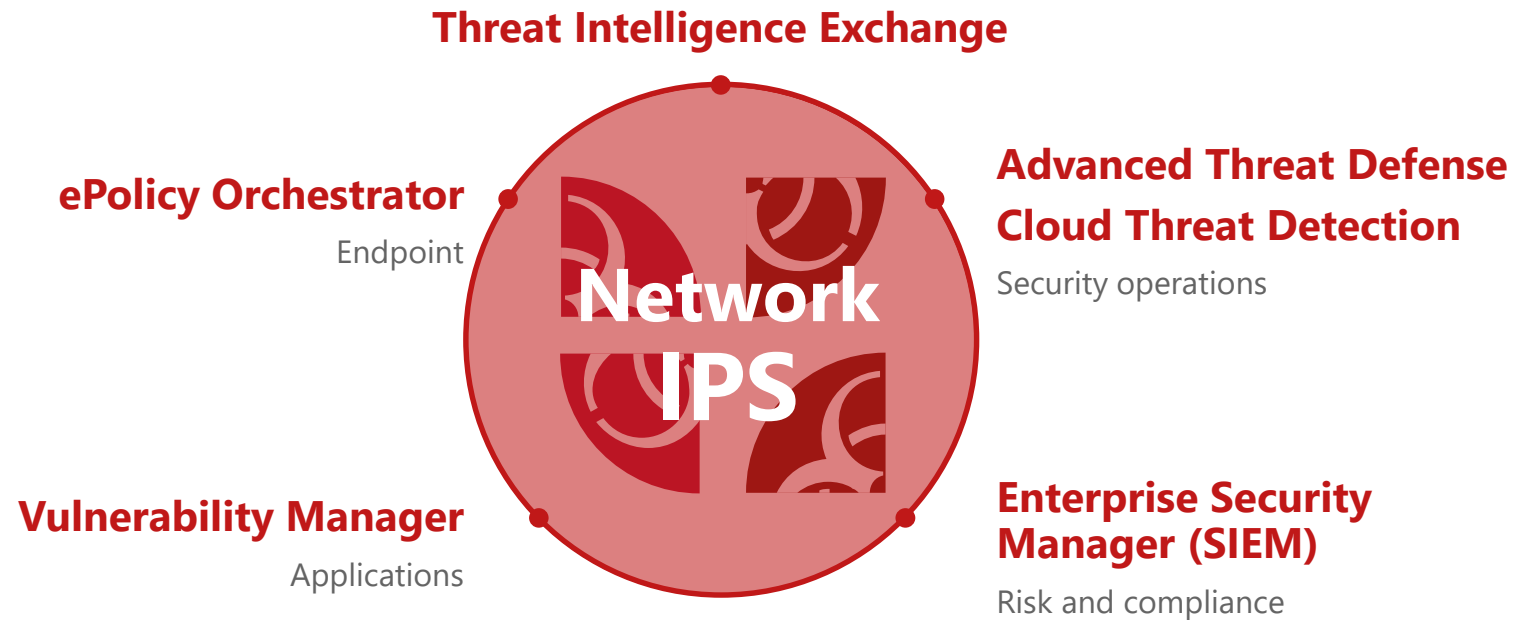 Threat Intelligence Exchange
ePolicy Orchestrator
Endpoint
Advanced Threat Defense
Cloud Threat Detection
Security operations
Network
IPS
Vulnerability Manager
Applications
Enterprise Security
Manager (SIEM)
Risk and compliance